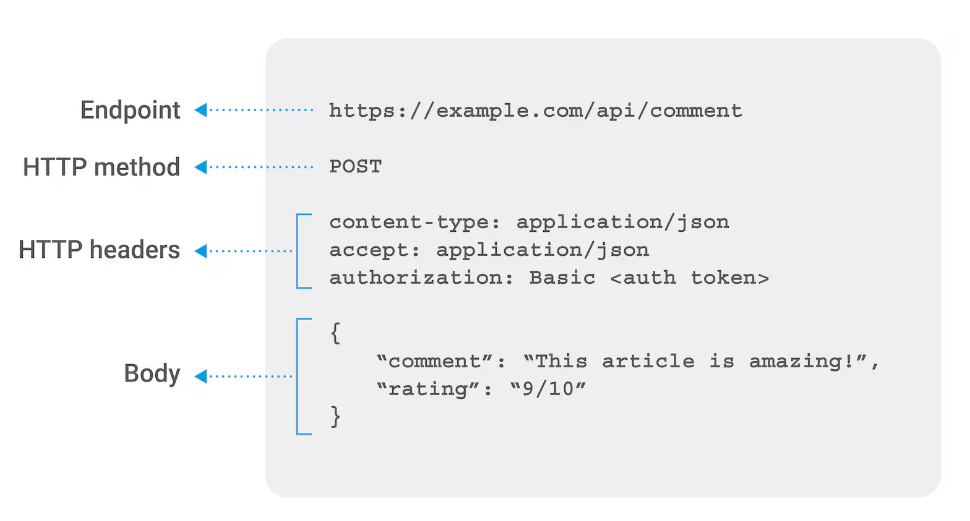 Endpoint https://example.com/api/comment
HTTP method POST
content-type: application/json
HTTP headers accept: application/json
authorization: Basic <auth token>
{
“comment”: “This article is amazing!”,
Body “rating”: “9/10”
}